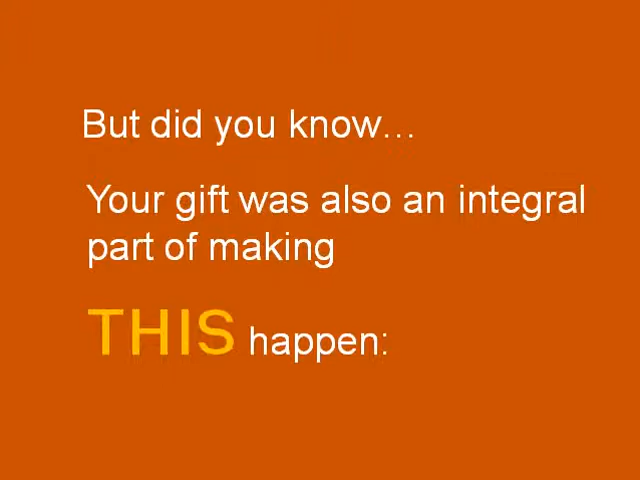 But did you know…
Your gift was also an integral
part of making
THIS happen: